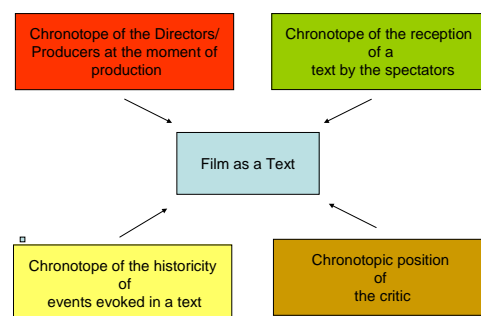 Chronotope of the Directors/
Producers at the moment of
production
Chronotope of the reception
of a
text by the spectators
Film as a Text
Chronotope of the historicity
of
events evoked in a text
Chronotopic position
of
the critic